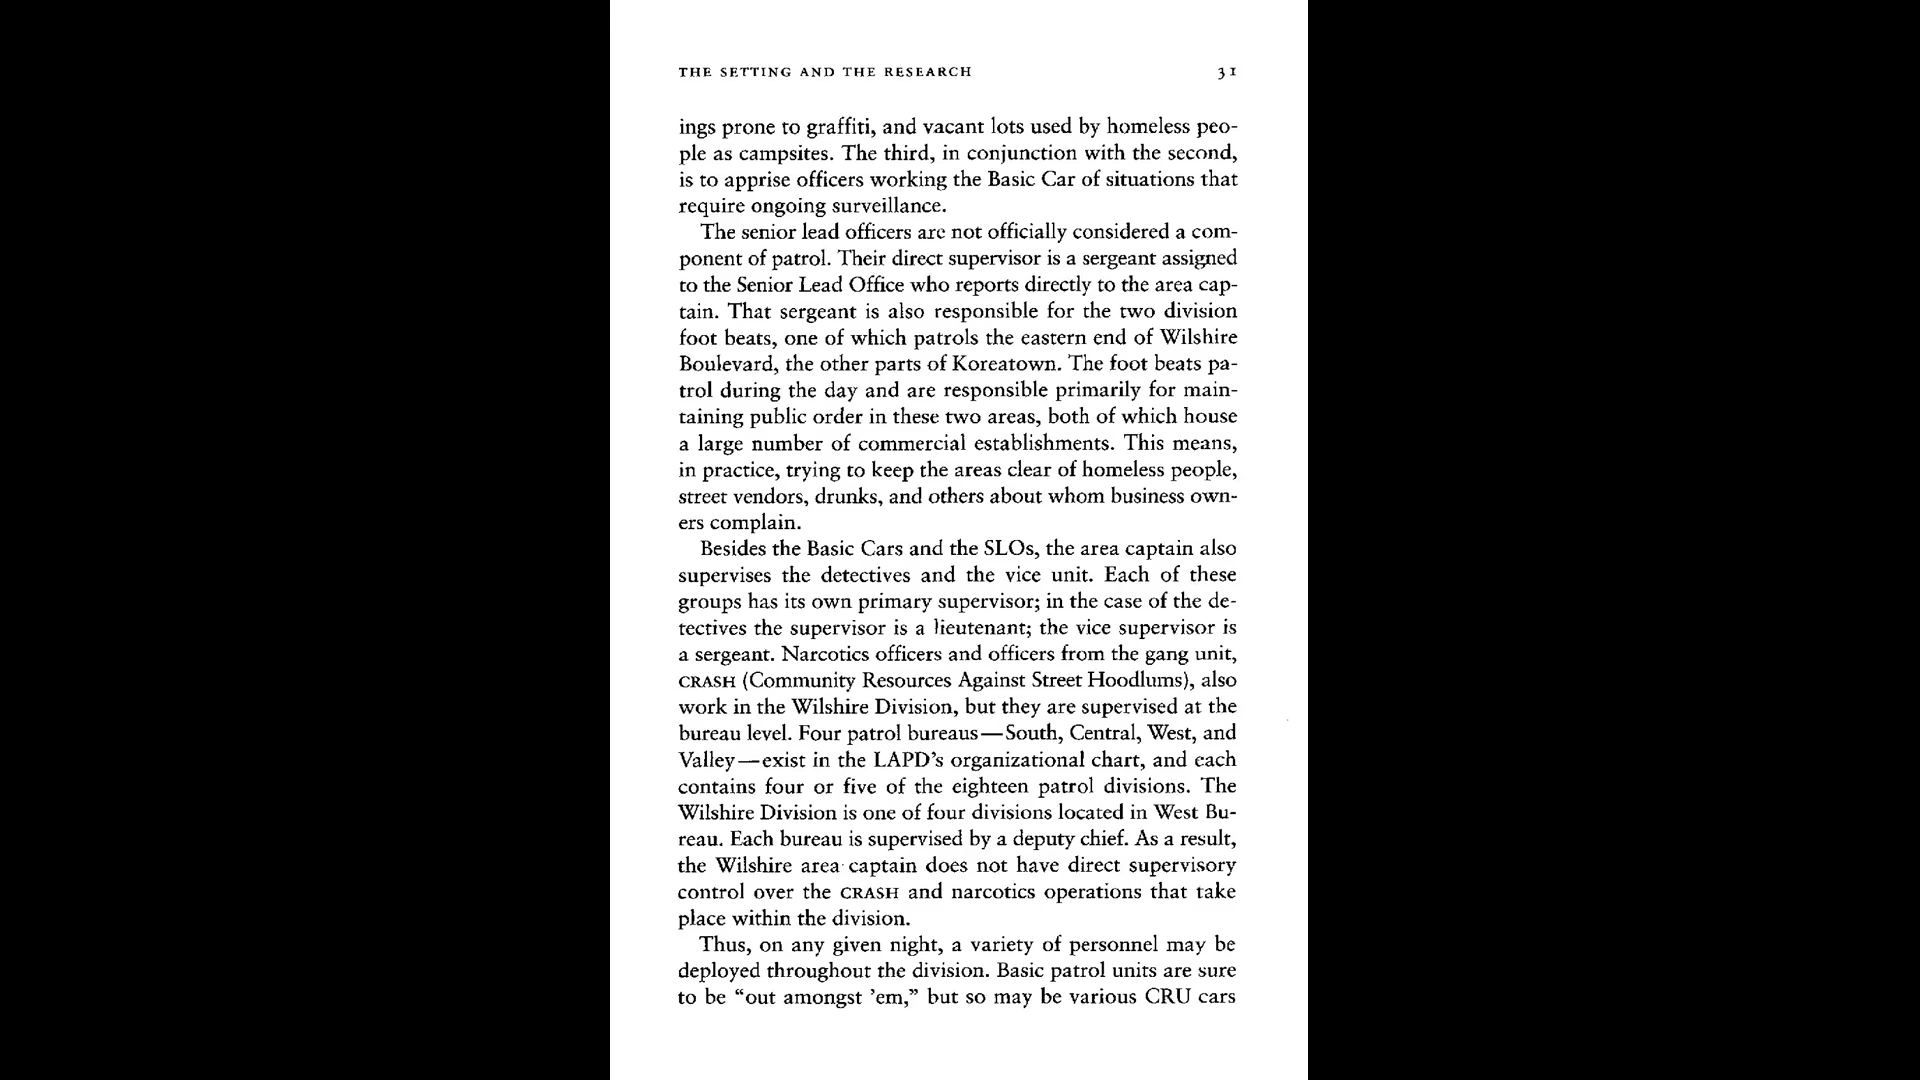 THE SETTING AND THE RESEARCH 31
ings prone to graffiti, and vacant lots used by homeless peo-
ple as campsites. The third, in conjunction with the second,
is to apprise officers working the Basic Car of situations that
require ongoing surveillance.
The senior lead officers are not officially considered a com-
ponent of patrol. Their direct supervisor is a sergeant assigned
to the Senior Lead Office who reports directly to the area cap-
tain. That sergeant is also responsible for the two division
foot beats, one of which patrols the eastern end of Wilshire
Boulevard, the other parts of Koreatown. The foot beats pa-
trol during the day and are responsible primarily for main-
taining public order in these two areas, both of which house
a large number of commercial establishments. This means,
in practice, trying to keep the areas clear of homeless people,
street vendors, drunks, and others about whom business own-
ers complain.
Besides the Basic Cars and the SLOs, the area captain also
supervises the detectives and the vice unit. Each of these
groups has its own primary supervisor; in the case of the de-
tectives the supervisor is a lieutenant; the vice supervisor is
a sergeant. Narcotics officers and officers from the gang unit,
CRASH (Community Resources Against Street Hoodlums), also
work in the Wilshire Division, but they are supervised at the
bureau level. Four patrol bureaus—South, Central, West, and
Valley—exist in the LAPD’s organizational chart, and each
contains four or five of the eighteen patrol divisions. The
Wilshire Division is one of four divisions located in West Bu-
reau. Each bureau is supervised by a deputy chief. As a result,
the Wilshire area captain does not have direct supervisory
control over the CRASH and narcotics operations that take
place within the division.
Thus, on any given night, a variety of personnel may be
deployed throughout the division. Basic patrol units are sure
to be “out amongst ’em,” but so may be various CRU cars